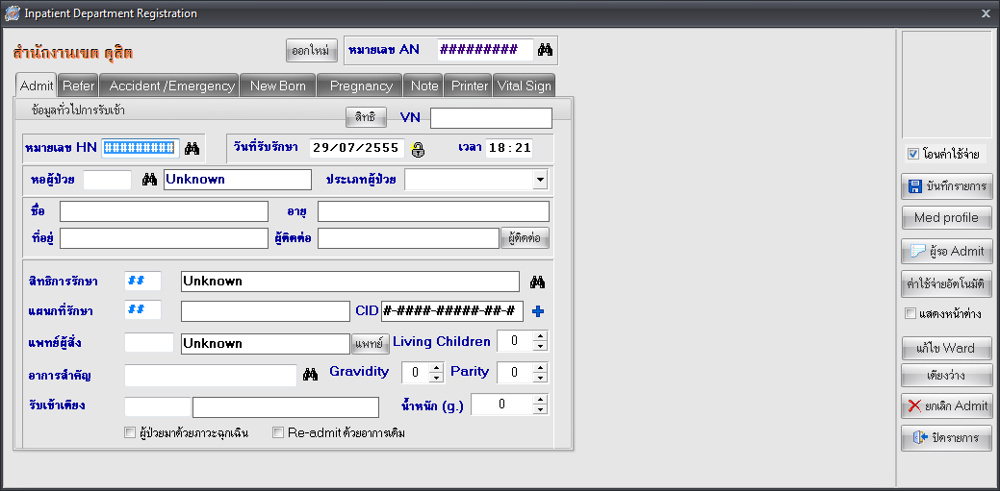 Inpatient Department Registration
x
สำนักงานเขต ดุสิต
ออกใหม่
หมายเลข AN #########
Admit Refer Accident /Emergency New Born Pregnancy Note Printer Vital Sign
ข้อมูลทั่วไปการรับเข้า
สิทธิ VN
หมายเลข HN #########
วันที่รับรักษา 29/07/2555 เวลา 18:21
หอผู้ป่วย Unknown ประเภทผู้ป่วย
ชื่อ อายุ
ที่อยู่ ผู้ติดต่อ ผู้ติดต่อ
สิทธิการรักษา ## Unknown
แผนกที่รักษา ## CID #-####-#####-##-#
แพทย์ผู้สั่ง Unknown แพทย์ Living Children 0
อาการสำคัญ Gravidity 0 Parity 0
รับเข้าเตียง น้ำหนัก (g.) 0
ผู้ป่วยมาด้วยภาวะฉุกเฉิน Re-admit ด้วยอาการเดิม
โอนค่าใช้จ่าย
บันทึกรายการ
Med profile
ผู้รอ Admit
ค่าใช้จ่ายอัตโนมัติ
แสดงหน้าต่าง
แก้ไข Ward
เตียงว่าง
ยกเลิก Admit
ปิดรายการ